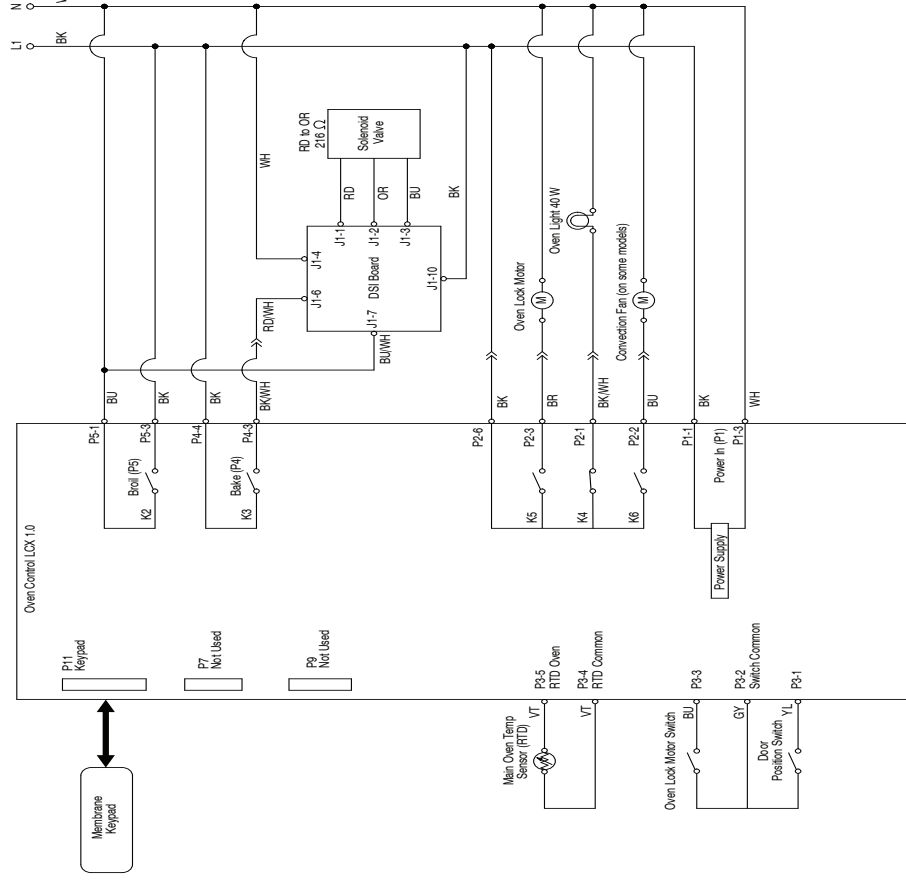 N
L1
BK
Oven Control LCX 1.0
P11
Keypad
P7
Not Used
P9
Not Used
Membrane
Keypad
Broil (P5)
K2
P5-1
P5-3
BU
BK
Bake (P4)
K3
P4-4
P4-3
BK
BK/WH
RD/WH
BU/WH
WH
RD to OR
216 Ω
Solenoid
Valve
RD
OR
BU
J1-1
J1-2
J1-3
J1-4
J1-6
J1-7
J1-10
DSI Board
BK
P2-6
P2-3
P2-1
P2-2
BK
BR
BK/WH
BU
K5
K4
K6
Oven Lock Motor
M
Oven Light 40 W
Convection Fan (on some models)
M
P1-1
Power In (P1)
P1-3
BK
WH
Power Supply
Main Oven Temp
Sensor (RTD)
VT
VT
P3-5
RTD Oven
P3-4
RTD Common
Oven Lock Motor Switch
BU
GY
YL
P3-3
P3-2
Switch Common
P3-1
Door
Position Switch